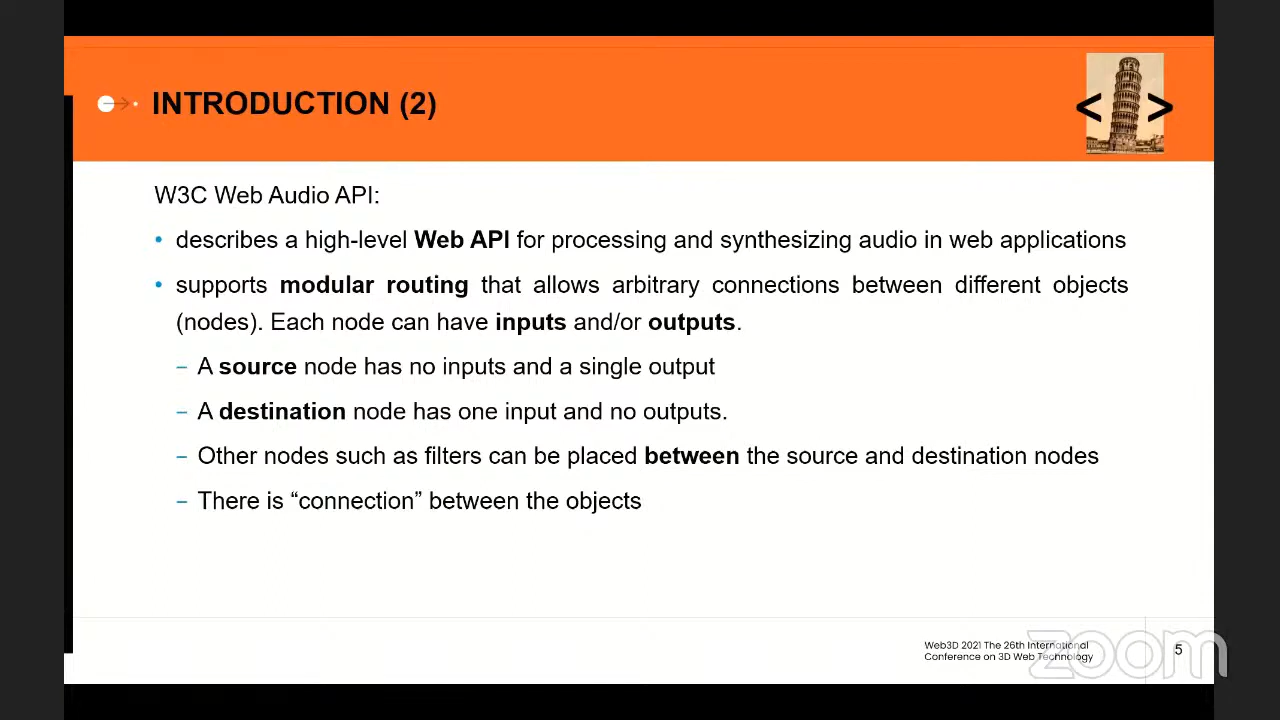 INTRODUCTION (2)
< >
W3C Web Audio API:
• describes a high-level Web API for processing and synthesizing audio in web applications
• supports modular routing that allows arbitrary connections between different objects
(nodes). Each node can have inputs and/or outputs.
– A source node has no inputs and a single output
– A destination node has one input and no outputs.
– Other nodes such as filters can be placed between the source and destination nodes
– There is “connection” between the objects
Web3D 2021 The 26th International
Conference on 3D Web Technology
zoom
5